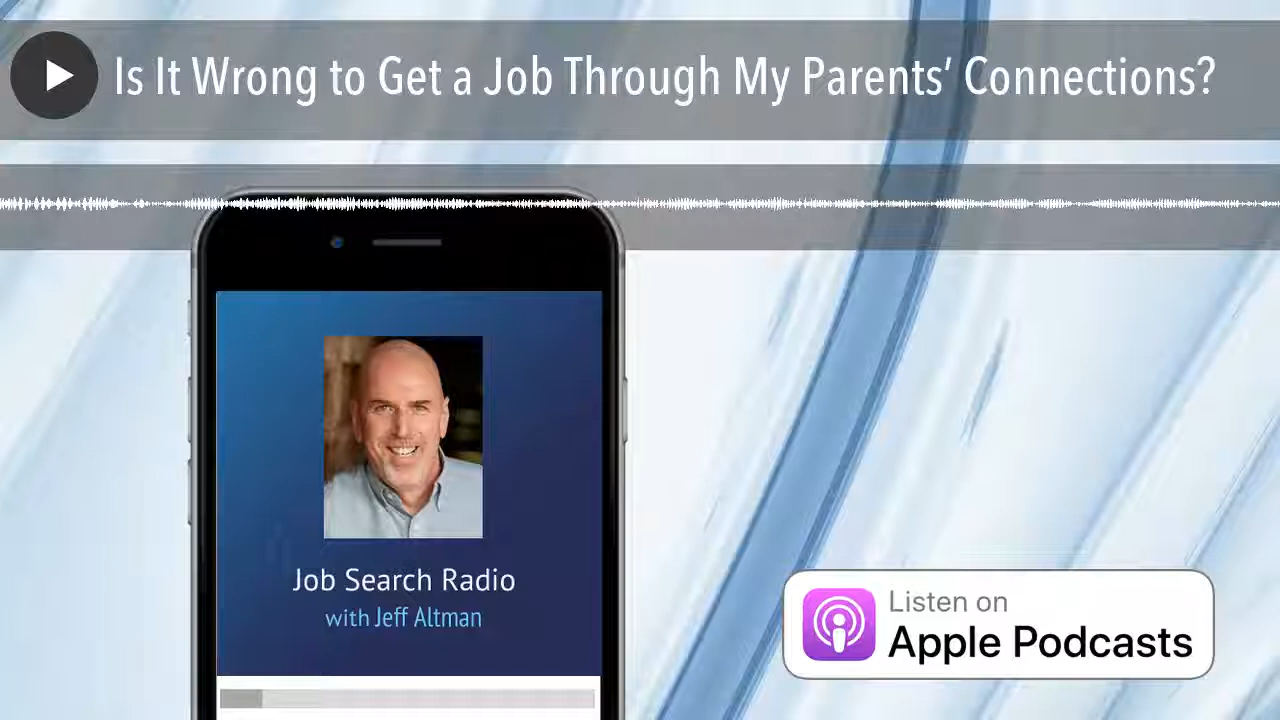 Is It Wrong to Get a Job Through My Parents’ Connections?
Job Search Radio
with Jeff Altman
Listen on
Apple Podcasts